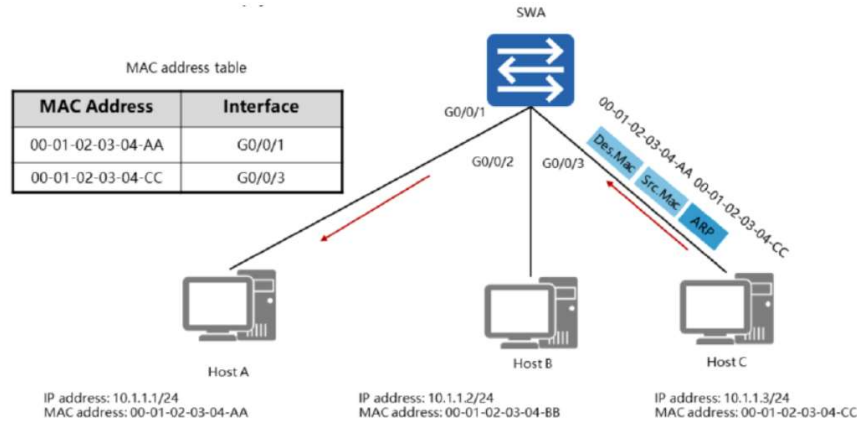 SWA
MAC address table
MAC Address Interface
00-01-02-03-04-AA G0/0/1
00-01-02-03-04-CC G0/0/3
G0/0/1
G0/0/2 G0/0/3
00-01-02-03-04-AA 00-01-02-03-04-CC
Des.Mac Src.Mac ARP
Host A
Host B
Host C
IP address: 10.1.1.1/24
MAC address: 00-01-02-03-04-AA
IP address: 10.1.1.2/24
MAC address: 00-01-02-03-04-BB
IP address: 10.1.1.3/24
MAC address: 00-01-02-03-04-CC